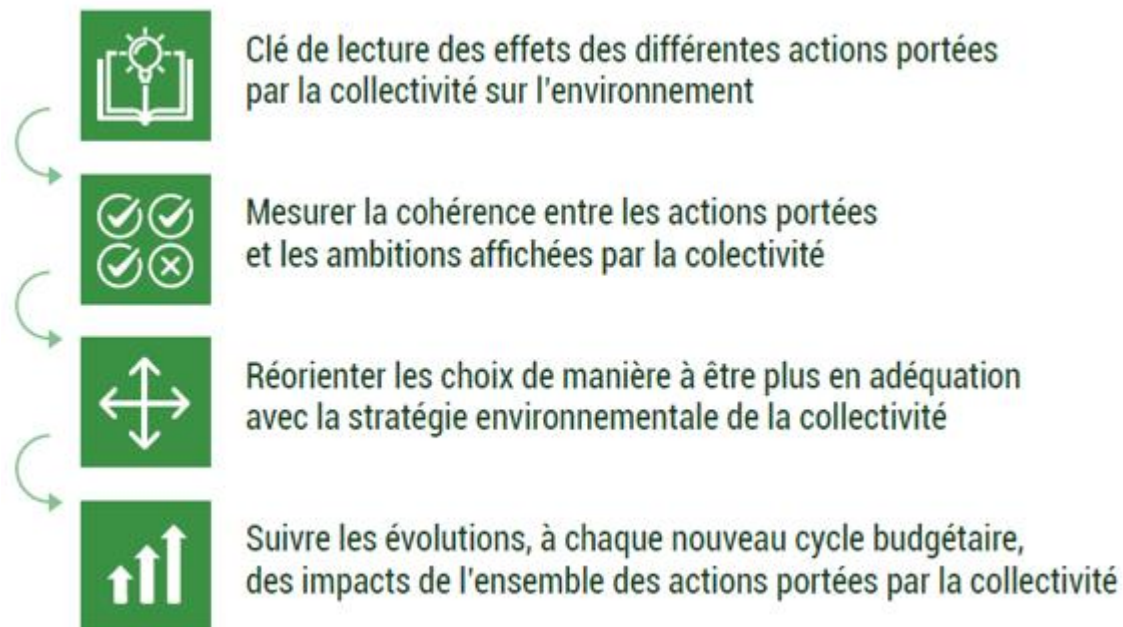 Clé de lecture des effets des différentes actions portées
par la collectivité sur l'environnement
Mesurer la cohérence entre les actions portées
et les ambitions affichées par la colectivité
Réorienter les choix de manière à être plus en adéquation
avec la stratégie environnementale de la collectivité
Suivre les évolutions, à chaque nouveau cycle budgétaire,
des impacts de l'ensemble des actions portées par la collectivité